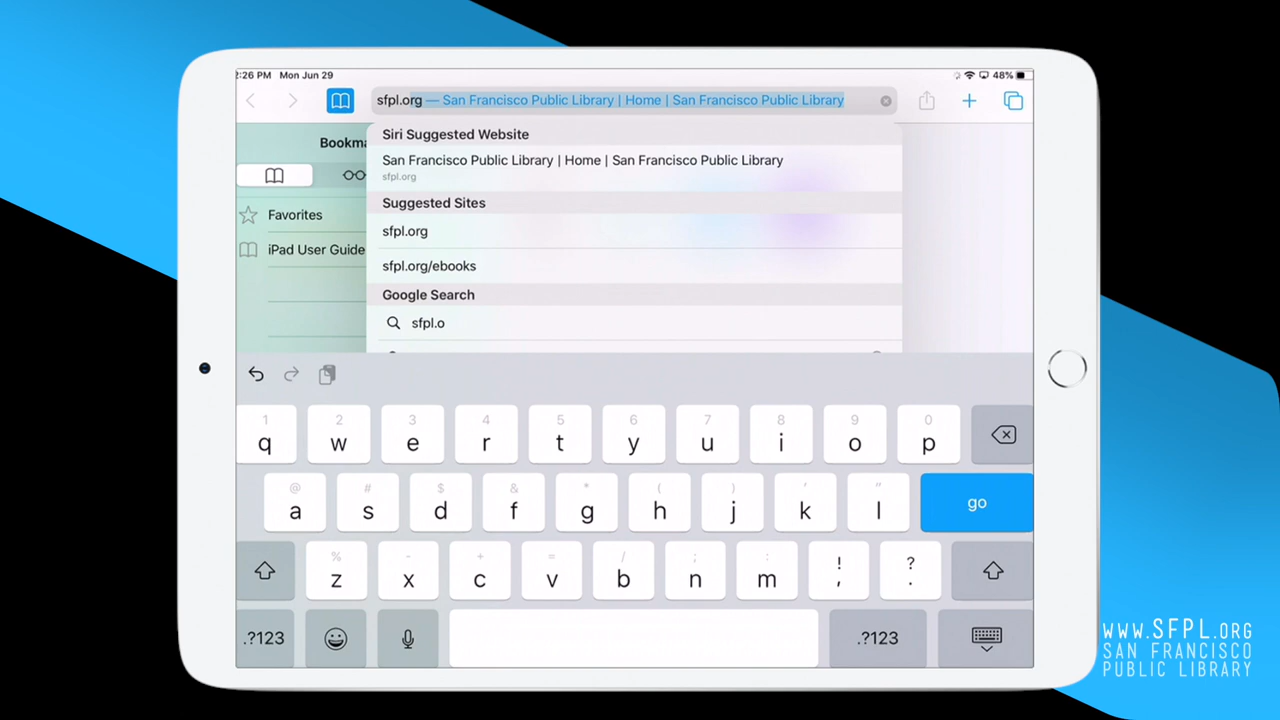 :26 PM Mon Jun 29
48%
sfpl.org — San Francisco Public Library | Home | San Francisco Public Library
Siri Suggested Website
San Francisco Public Library | Home | San Francisco Public Library
sfpl.org
Suggested Sites
sfpl.org
sfpl.org/ebooks
Google Search
sfpl.o
Bookma
Favorites
iPad User Guide
1 2 3 4 5 6 7 8 9 0
q w e r t y u i o p
@ # $ & * ( ) ' "
a s d f g h j k l go
% - + = / ; : ! ?
z x c v b n m , .
.?123 .?123
WWW.SFPL.ORG
SAN FRANCISCO
PUBLIC LIBRARY